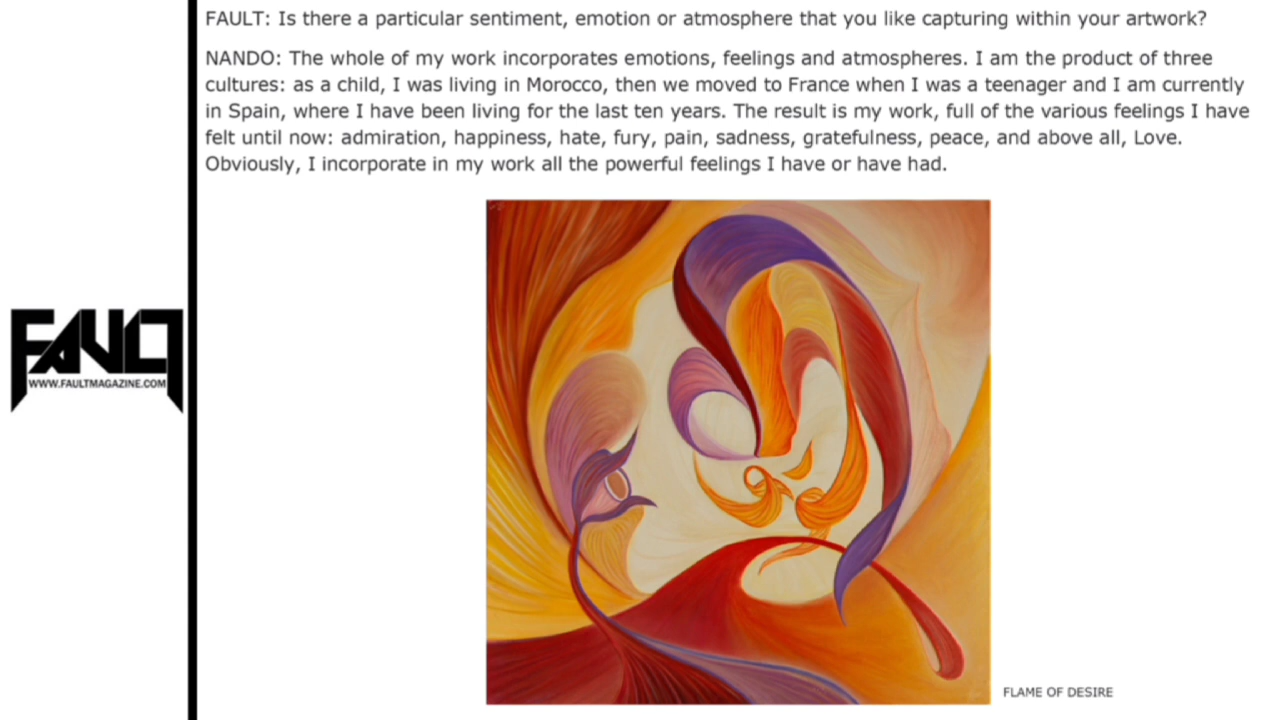 FAULT: Is there a particular sentiment, emotion or atmosphere that you like capturing within your artwork?
NANDO: The whole of my work incorporates emotions, feelings and atmospheres. I am the product of three
cultures: as a child, I was living in Morocco, then we moved to France when I was a teenager and I am currently
in Spain, where I have been living for the last ten years. The result is my work, full of the various feelings I have
felt until now: admiration, happiness, hate, fury, pain, sadness, gratefulness, peace, and above all, Love.
Obviously, I incorporate in my work all the powerful feelings I have or have had.
FAULT
WWW.FAULTMAGAZINE.COM
FLAME OF DESIRE